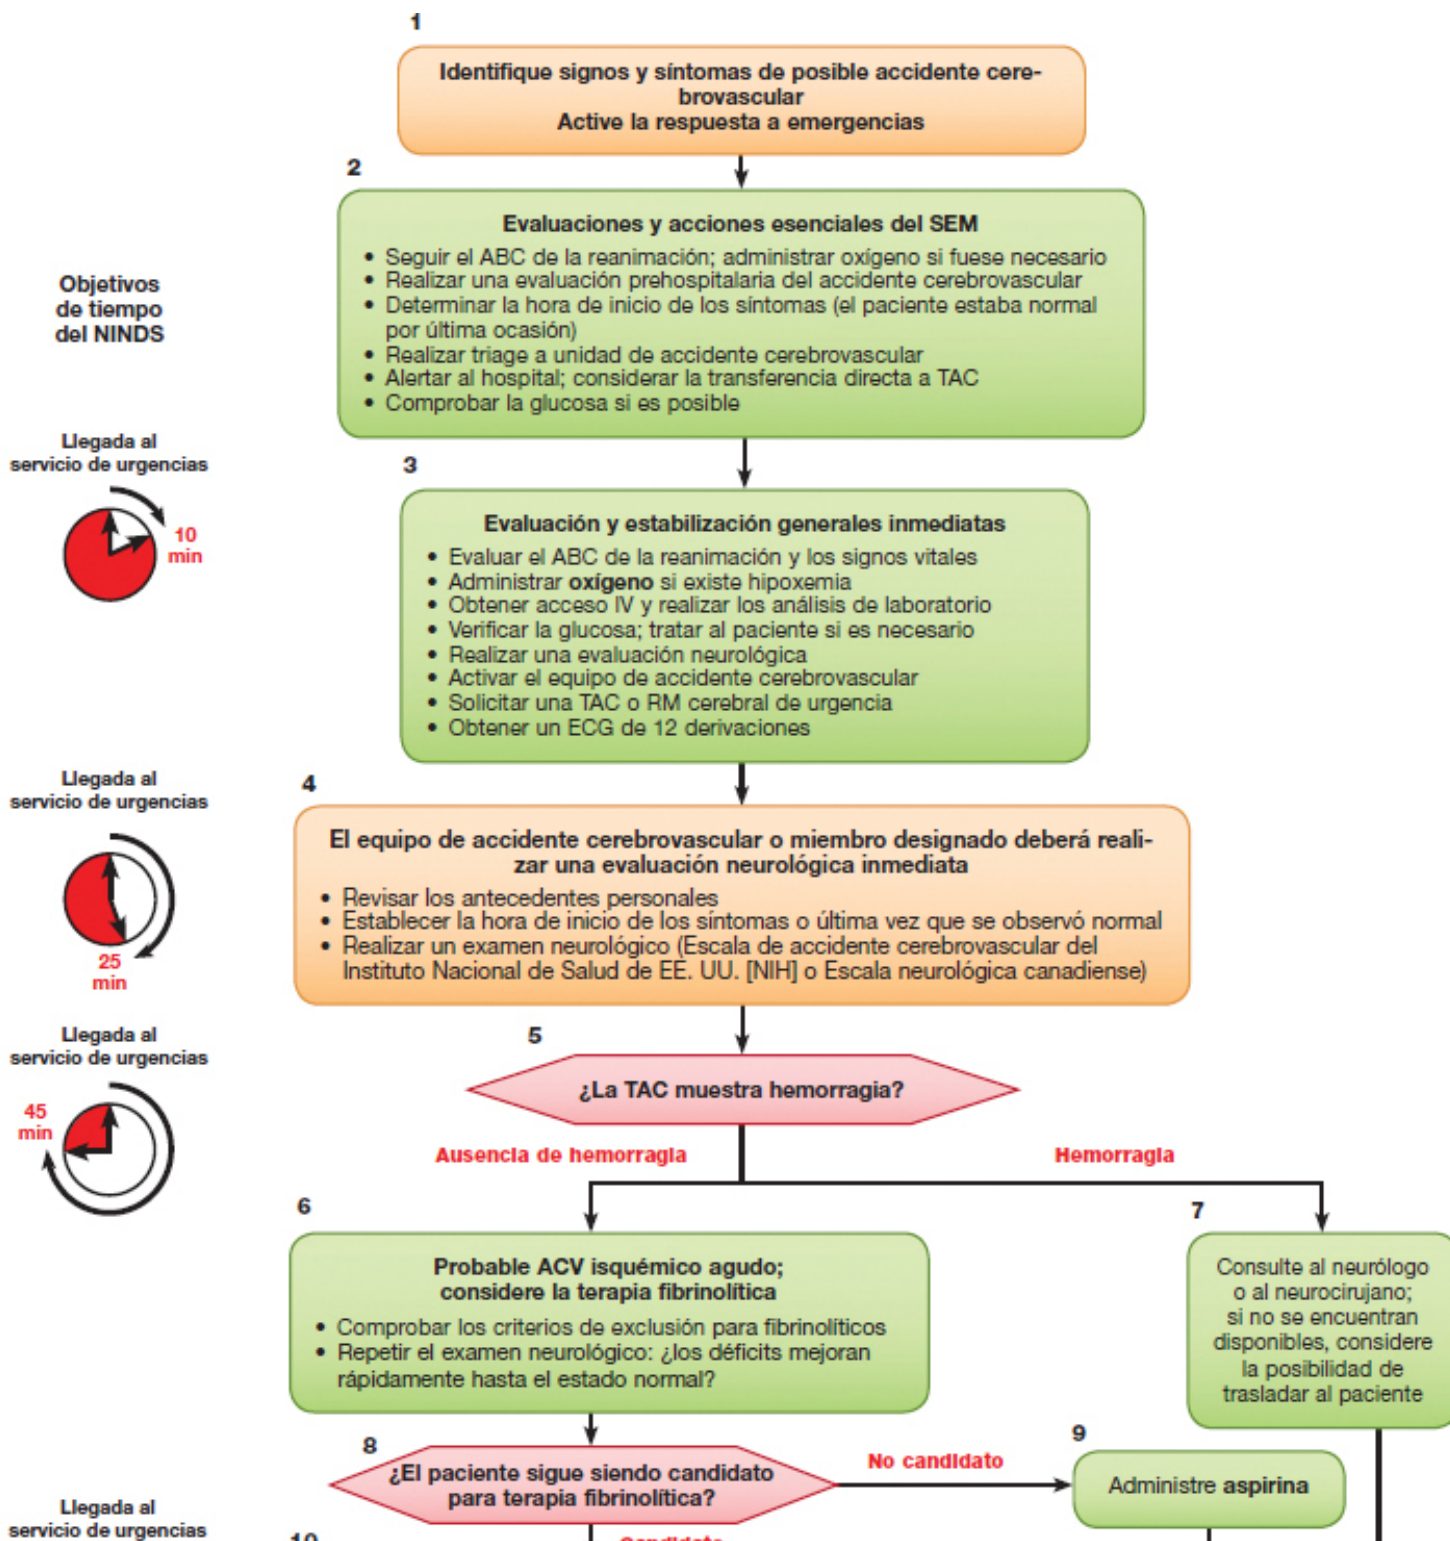 1
Identifique signos y síntomas de posible accidente cere-
brovascular
Active la respuesta a emergencias
2
Evaluaciones y acciones esenciales del SEM
• Seguir el ABC de la reanimación; administrar oxígeno si fuese necesario
• Realizar una evaluación prehospitalaria del accidente cerebrovascular
• Determinar la hora de inicio de los síntomas (el paciente estaba normal
por última ocasión)
• Realizar triage a unidad de accidente cerebrovascular
• Alertar al hospital; considerar la transferencia directa a TAC
• Comprobar la glucosa si es posible
Objetivos
de tiempo
del NINDS
Llegada al
servicio de urgencias
10
min
3
Evaluación y estabilización generales inmediatas
• Evaluar el ABC de la reanimación y los signos vitales
• Administrar oxígeno si existe hipoxemia
• Obtener acceso IV y realizar los análisis de laboratorio
• Verificar la glucosa; tratar al paciente si es necesario
• Realizar una evaluación neurológica
• Activar el equipo de accidente cerebrovascular
• Solicitar una TAC o RM cerebral de urgencia
• Obtener un ECG de 12 derivaciones
Llegada al
servicio de urgencias
25
min
4
El equipo de accidente cerebrovascular o miembro designado deberá reali-
zar una evaluación neurológica inmediata
• Revisar los antecedentes personales
• Establecer la hora de inicio de los síntomas o última vez que se observó normal
• Realizar un examen neurológico (Escala de accidente cerebrovascular del
Instituto Nacional de Salud de EE. UU. [NIH] o Escala neurológica canadiense)
Llegada al
servicio de urgencias
45
min
5
¿La TAC muestra hemorragia?
Ausencia de hemorragia
Hemorragia
6
Probable ACV isquémico agudo;
considere la terapia fibrinolítica
• Comprobar los criterios de exclusión para fibrinolíticos
• Repetir el examen neurológico: ¿los déficits mejoran
rápidamente hasta el estado normal?
7
Consulte al neurólogo
o al neurocirujano;
si no se encuentran
disponibles, considere
la posibilidad de
trasladar al paciente
8
¿El paciente sigue siendo candidato
para terapia fibrinolítica?
No candidato
9
Administre aspirina
Llegada al
servicio de urgencias
10
Candidato